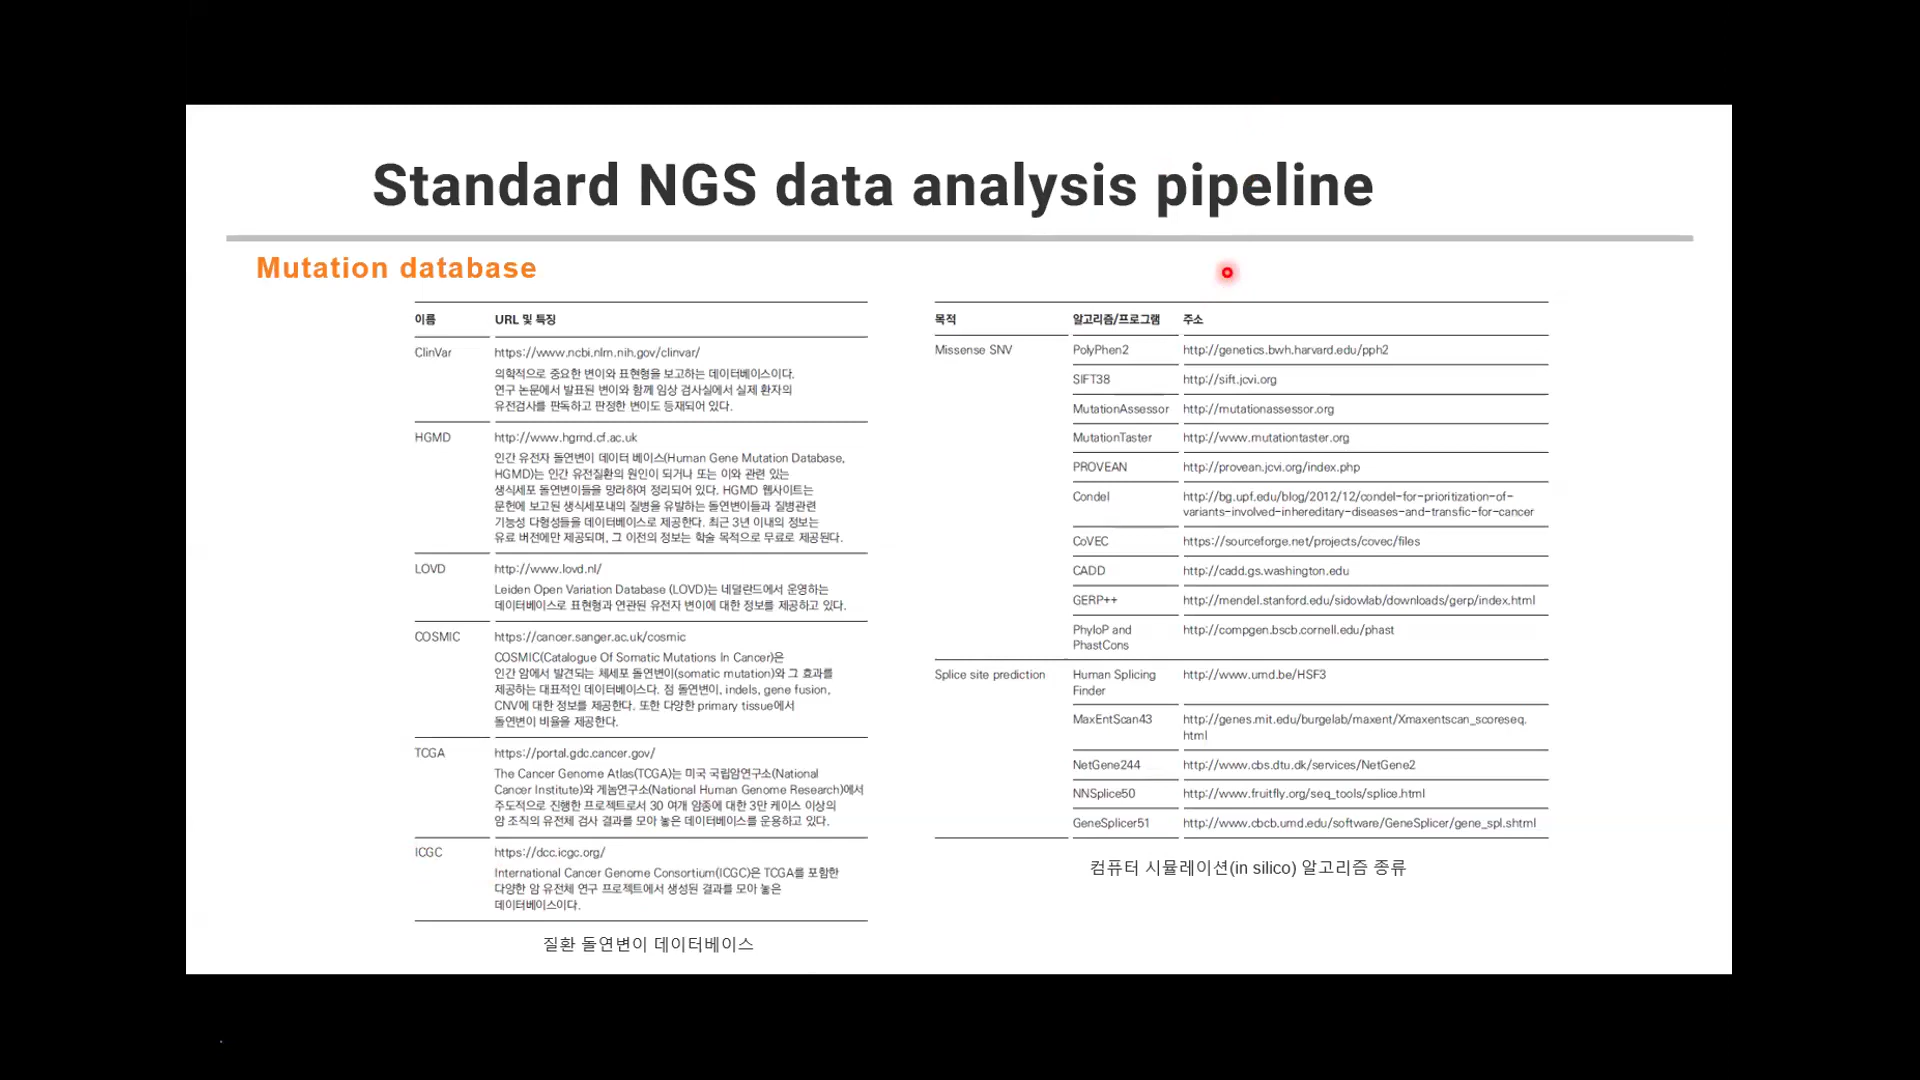 Standard NGS data analysis pipeline
Mutation database
이름 URL 및 특징
ClinVar https://www.ncbi.nlm.nih.gov/clinvar/
의학적으로 중요한 변이와 표현형을 보고하는 데이터베이스이다.
연구 논문에서 발표된 변이와 함께 임상 검사실에서 실제 환자의
유전검사를 판독하고 판정한 변이도 등재되어 있다.
HGMD http://www.hgmd.cf.ac.uk
인간 유전자 돌연변이 데이터 베이스(Human Gene Mutation Database,
HGMD)는 인간 유전질환의 원인이 되거나 또는 이와 관련 있는
생식세포 돌연변이들을 망라하여 정리되어 있다. HGMD 웹사이트는
문헌에 보고된 생식세포내의 질병을 유발하는 돌연변이들과 질병관련
기능성 다형성들을 데이터베이스로 제공한다. 최근 3년 이내의 정보는
유료 버전에만 제공되며, 그 이전의 정보는 학술 목적으로 무료로 제공된다.
LOVD http://www.lovd.nl/
Leiden Open Variation Database (LOVD)는 네덜란드에서 운영하는
데이터베이스로 표현형과 연관된 유전자 변이에 대한 정보를 제공하고 있다.
COSMIC https://cancer.sanger.ac.uk/cosmic
COSMIC(Catalogue Of Somatic Mutations In Cancer)은
인간 암에서 발견되는 체세포 돌연변이(somatic mutation)와 그 효과를
제공하는 대표적인 데이터베이스다. 점 돌연변이, indels, gene fusion,
CNV에 대한 정보를 제공한다. 또한 다양한 primary tissue에서
돌연변이 비율을 제공한다.
TCGA https://portal.gdc.cancer.gov/
The Cancer Genome Atlas(TCGA)는 미국 국립암연구소(National
Cancer Institute)와 게놈연구소(National Human Genome Research)에서
주도적으로 진행한 프로젝트로서 30 여개 암종에 대한 3만 케이스 이상의
암 조직의 유전체 검사 결과를 모아 놓은 데이터베이스를 운용하고 있다.
ICGC https://dcc.icgc.org/
International Cancer Genome Consortium(ICGC)은 TCGA를 포함한
다양한 암 유전체 연구 프로젝트에서 생성된 결과를 모아 놓은
데이터베이스이다.
질환 돌연변이 데이터베이스
목적 알고리즘/프로그램 주소
Missense SNV PolyPhen2 http://genetics.bwh.harvard.edu/pph2
SIFT38 http://sift.jcvi.org
MutationAssessor http://mutationassessor.org
MutationTaster http://www.mutationtaster.org
PROVEAN http://provean.jcvi.org/index.php
Condel http://bg.upf.edu/blog/2012/12/condel-for-prioritization-of-
variants-involved-inhereditary-diseases-and-transfic-for-cancer
CoVEC https://sourceforge.net/projects/covec/files
CADD http://cadd.gs.washington.edu
GERP++ http://mendel.stanford.edu/sidowlab/downloads/gerp/index.html
PhyloP and http://compgen.bscb.cornell.edu/phast
PhastCons
Splice site prediction Human Splicing http://www.umd.be/HSF3
Finder
MaxEntScan43 http://genes.mit.edu/burgelab/maxent/Xmaxentscan_scoreseq.
html
NetGene244 http://www.cbs.dtu.dk/services/NetGene2
NNSplice50 http://www.fruitfly.org/seq_tools/splice.html
GeneSplicer51 http://www.cbcb.umd.edu/software/GeneSplicer/gene_spl.shtml
컴퓨터 시뮬레이션(in silico) 알고리즘 종류